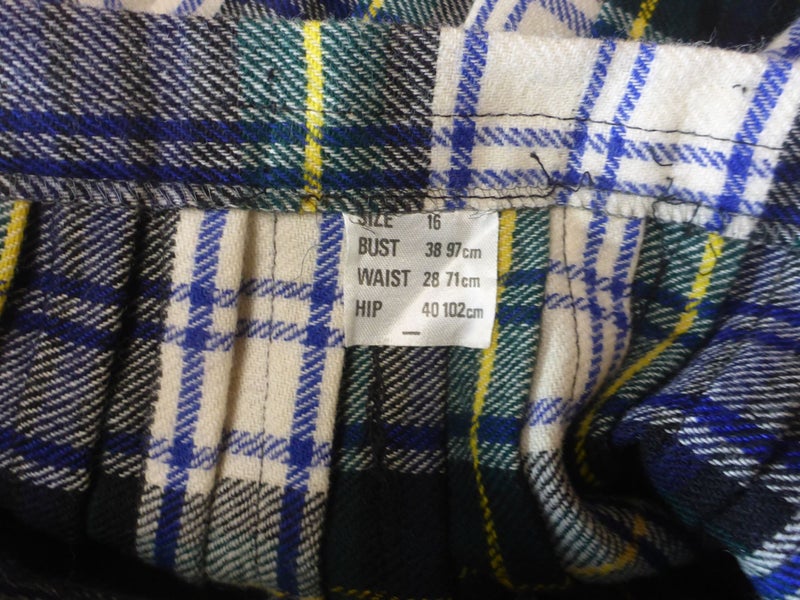 SIZE 16
BUST 38 97cm
WAIST 28 71cm
HIP 40 102cm